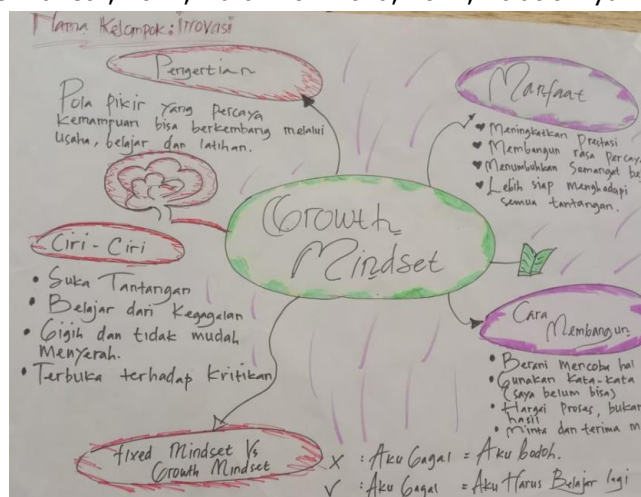 Nama Kelompok: Inovasi
Pengertian
Pola pikir yang percaya
kemampuan bisa berkembang melalui
usaha, belajar dan latihan.
Manfaat
Meningkatkan Prestasi
Membangun rasa
Menumbuhkan Semangat
Lebih siap menghadapi
semua tantangan.
Growth
Mindset
Ciri-Ciri
Suka Tantangan
Belajar dari Kegagalan
Gigih dan tidak mudah
Menyerah.
Terbuka terhadap Kritikan
Cara
Membangun
Berani Mencoba hal
Gunakan Kata-kata
(saya belum bisa)
Hargai Proses, bukan
hasil
Minta dan terima
fixed Mindset Vs
Growth Mindset
X : Aku Gagal = Aku bodoh.
V : Aku Gagal = Aku Harus Belajar lagi